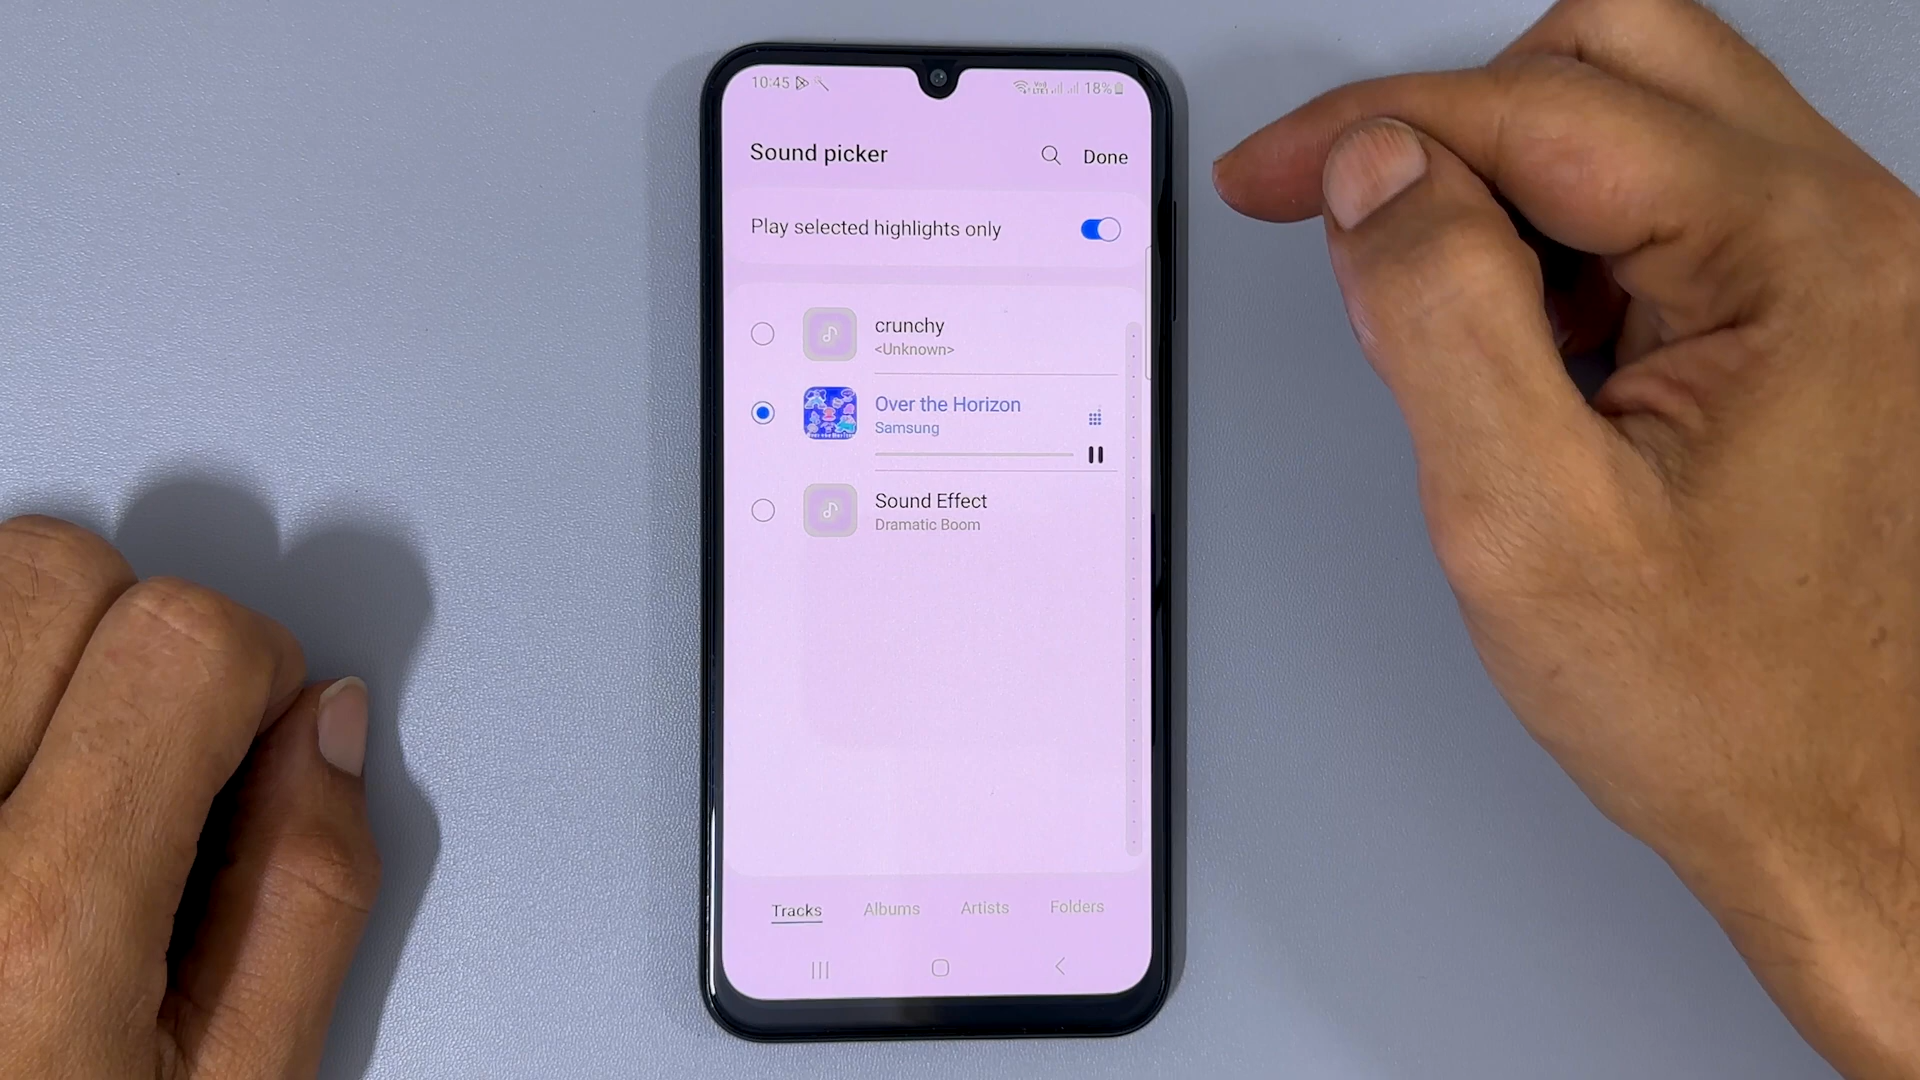 10:45 18%
Sound picker Done
Play selected highlights only
crunchy
<Unknown>
Over the Horizon
Samsung
Sound Effect
Dramatic Boom
Tracks Albums Artists Folders